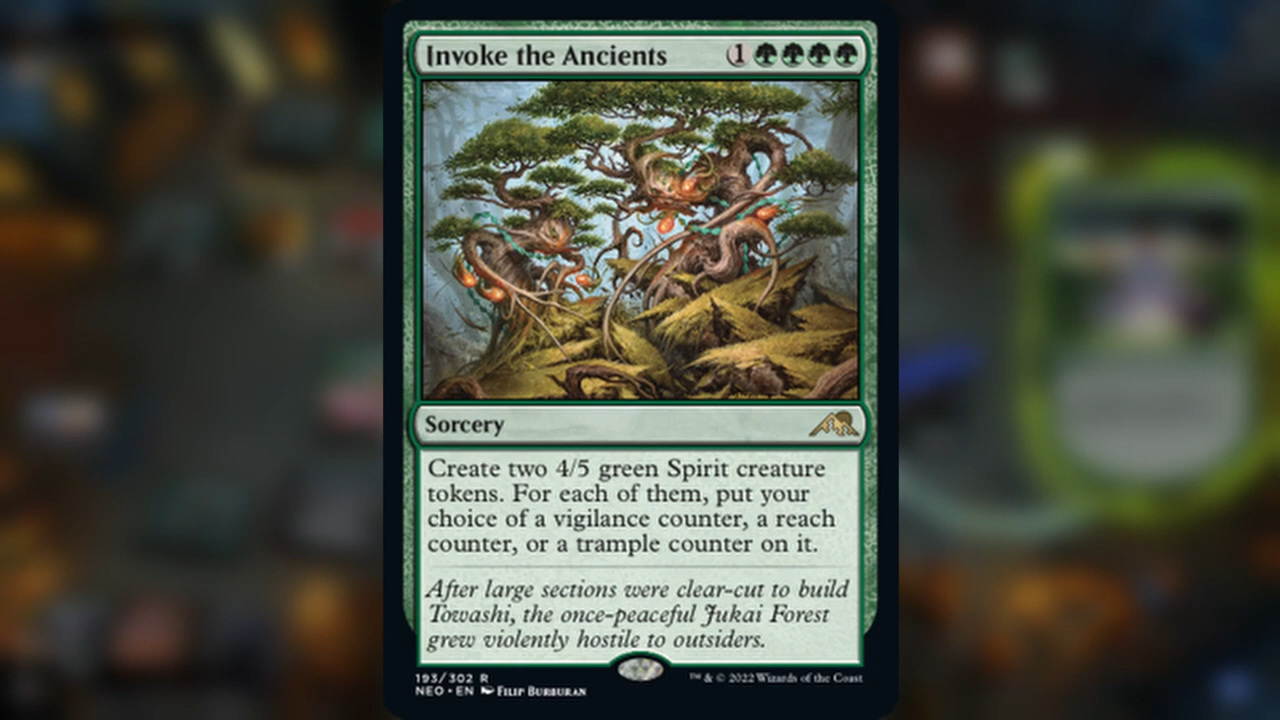 Invoke the Ancients 1
Sorcery
Create two 4/5 green Spirit creature
tokens. For each of them, put your
choice of a vigilance counter, a reach
counter, or a trample counter on it.
After large sections were clear-cut to build
Towashi, the once-peaceful Jukai Forest
grew violently hostile to outsiders.
193/302 R
NEO • EN Filip Burburan
™ & © 2022 Wizards of the Coast